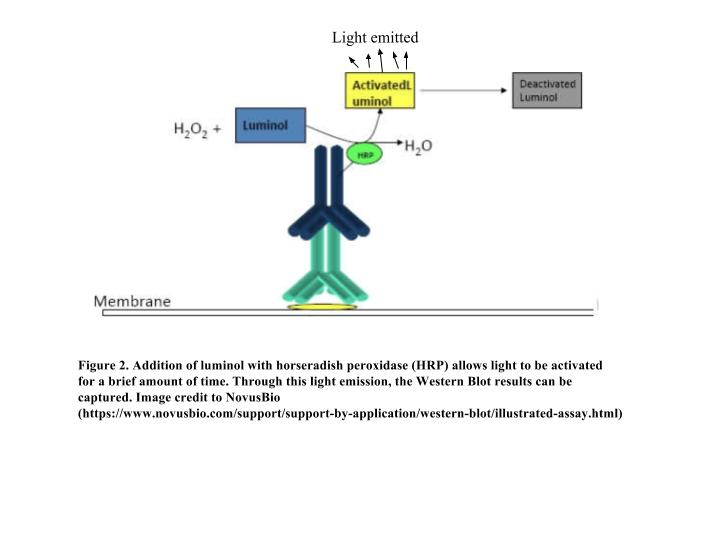 Light emitted
ActivatedL
uminol
Deactivated
Luminol
H₂O₂ +
Luminol
HRP
H₂O
Membrane
Figure 2. Addition of luminol with horseradish peroxidase (HRP) allows light to be activated
for a brief amount of time. Through this light emission, the Western Blot results can be
captured. Image credit to NovusBio
(https://www.novusbio.com/support/support-by-application/western-blot/illustrated-assay.html)